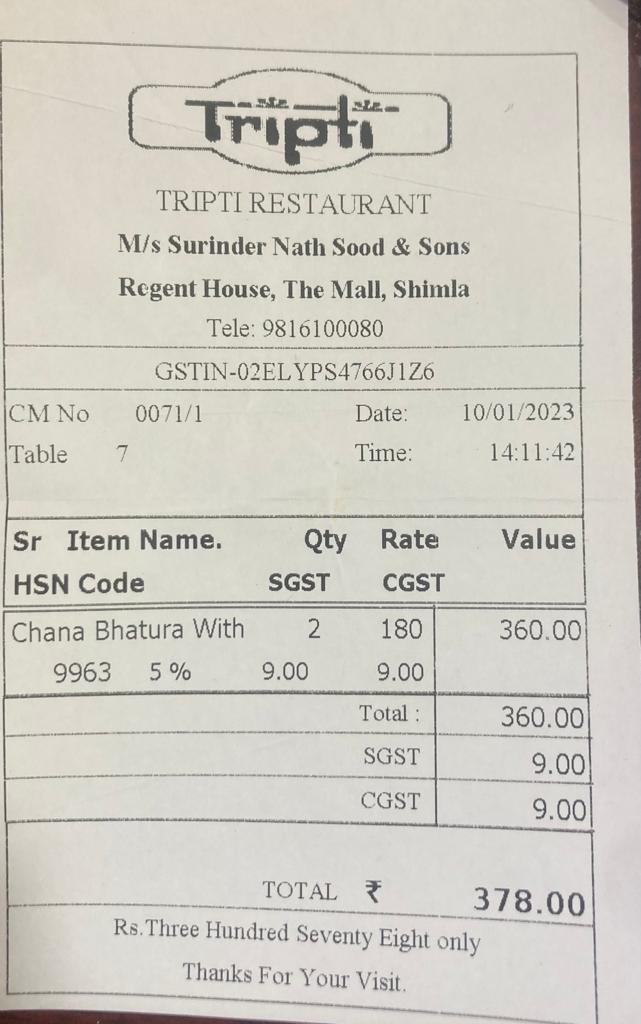 Tripti
TRIPTI RESTAURANT
M/s Surinder Nath Sood & Sons
Regent House, The Mall, Shimla
Tele: 9816100080
GSTIN-02ELYPS4766J1Z6
CM No 0071/1 Date: 10/01/2023
Table 7 Time: 14:11:42
Sr Item Name. Qty Rate Value
HSN Code SGST CGST
Chana Bhatura With 2 180 360.00
9963 5 % 9.00 9.00
Total : 360.00
SGST 9.00
CGST 9.00
TOTAL ₹ 378.00
Rs.Three Hundred Seventy Eight only
Thanks For Your Visit.